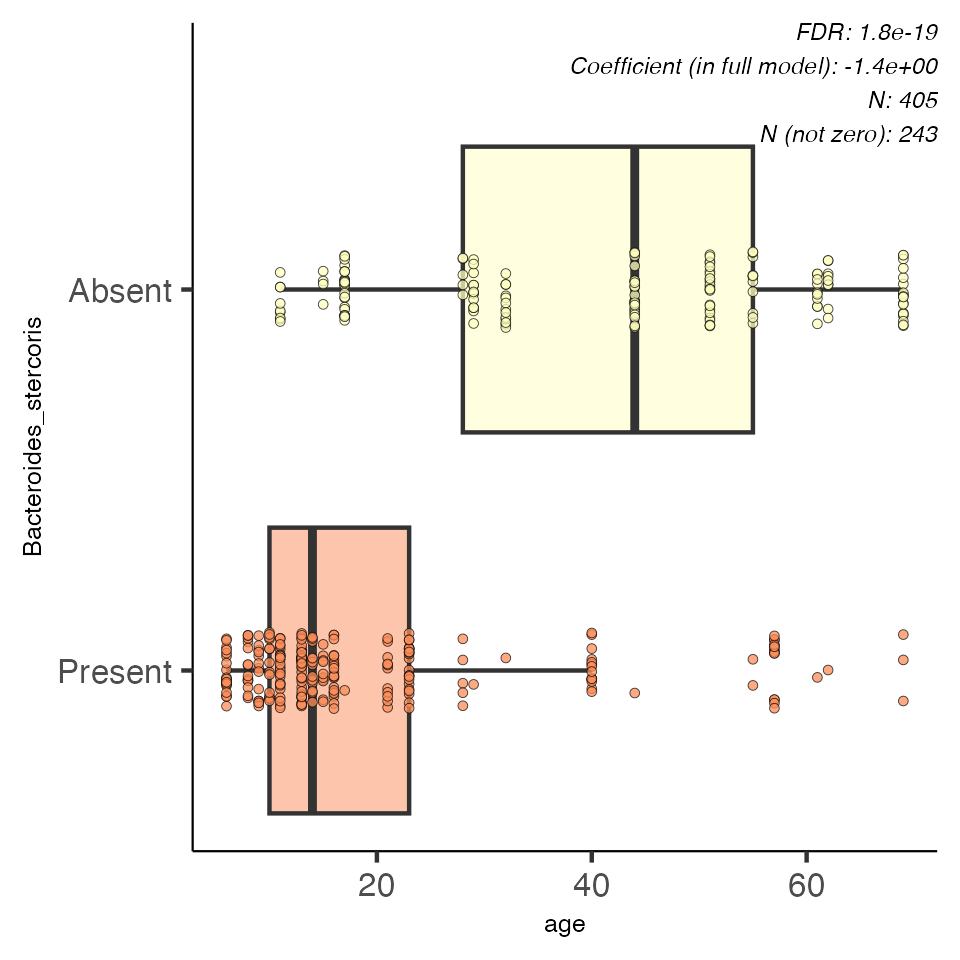 FDR: 1.8e-19
Coefficient (in full model): -1.4e+00
N: 405
N (not zero): 243
Absent
Present
Bacteroides_stercoris
20 40 60
age